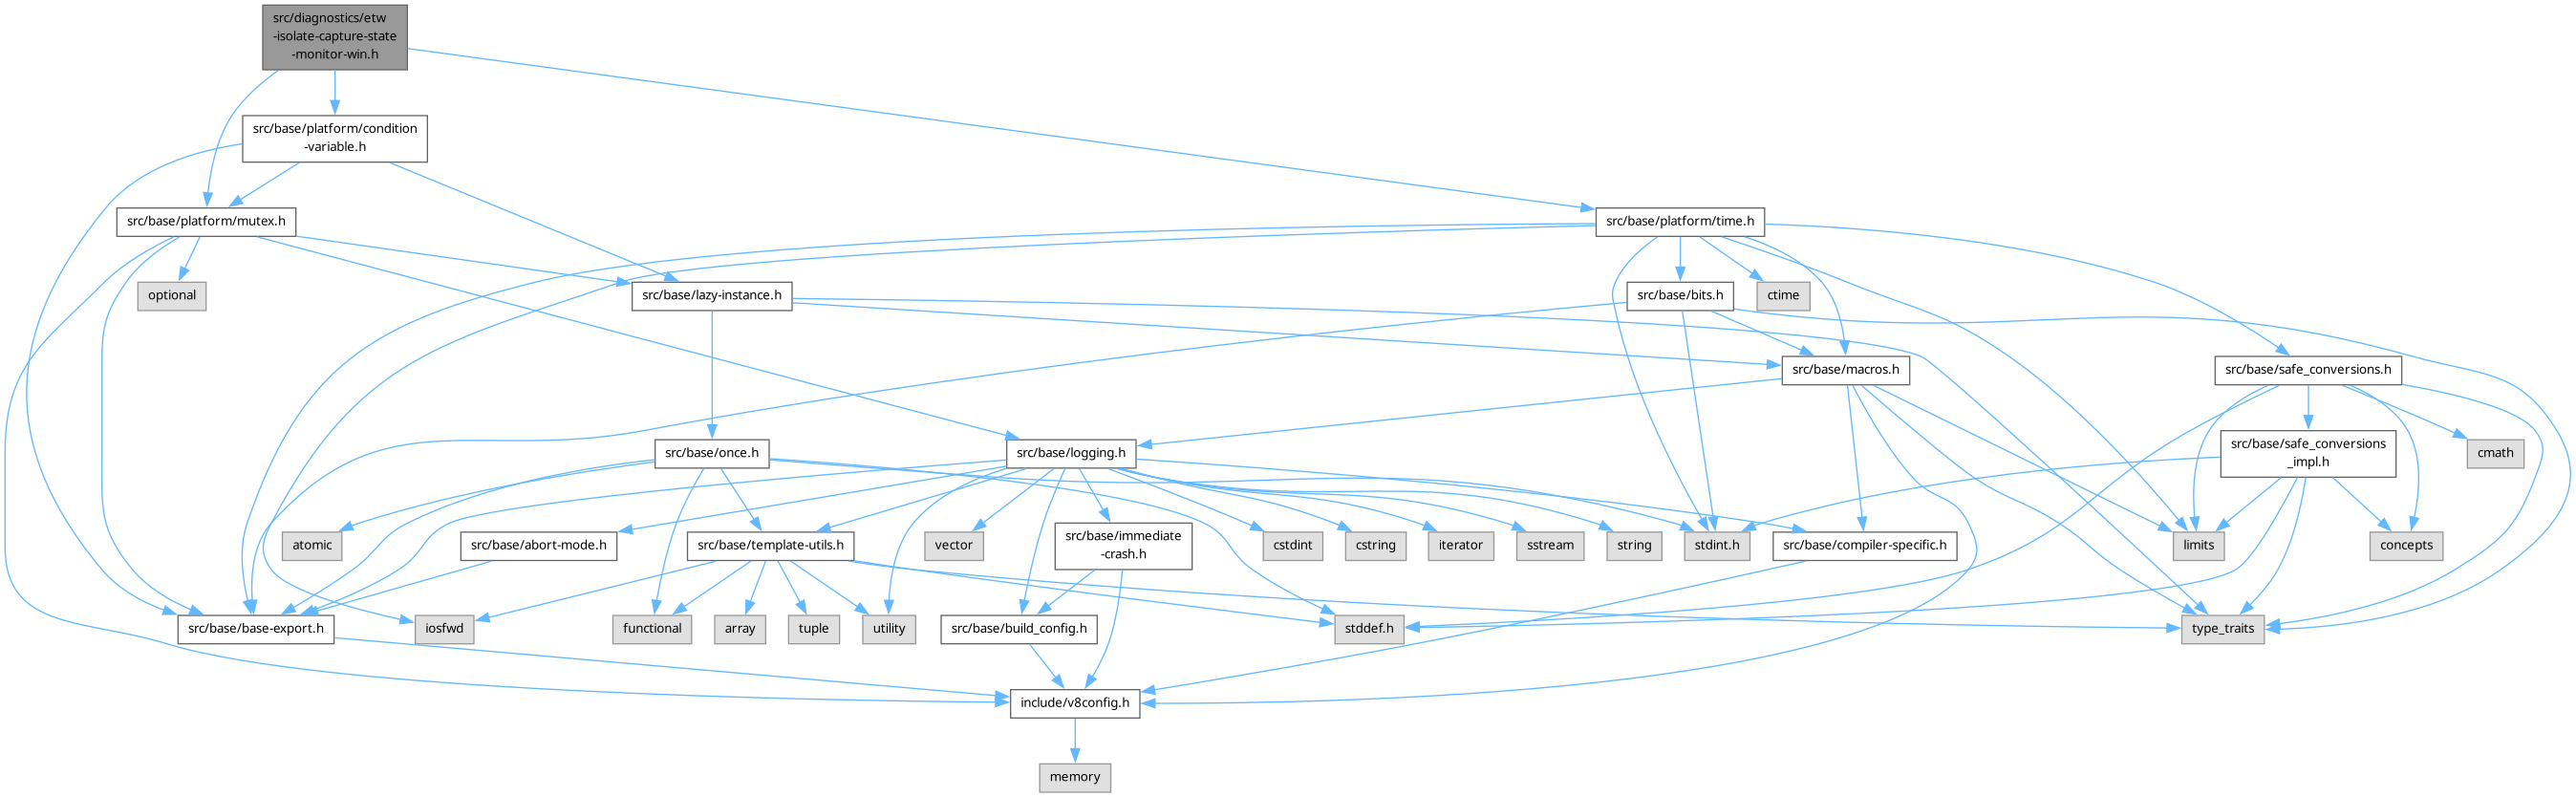 src/diagnostics/etw
-isolate-capture-state
-monitor-win.h
src/base/platform/condition
-variable.h
src/base/platform/mutex.h
src/base/platform/time.h
optional
src/base/lazy-instance.h
src/base/bits.h
ctime
src/base/macros.h
src/base/safe_conversions.h
src/base/once.h
src/base/logging.h
src/base/safe_conversions
_impl.h
cmath
atomic
src/base/abort-mode.h
src/base/template-utils.h
vector
src/base/immediate
-crash.h
cstdint
cstring
iterator
sstream
string
stdint.h
src/base/compiler-specific.h
limits
concepts
src/base/base-export.h
iosfwd
functional
array
tuple
utility
src/base/build_config.h
stddef.h
type_traits
include/v8config.h
memory